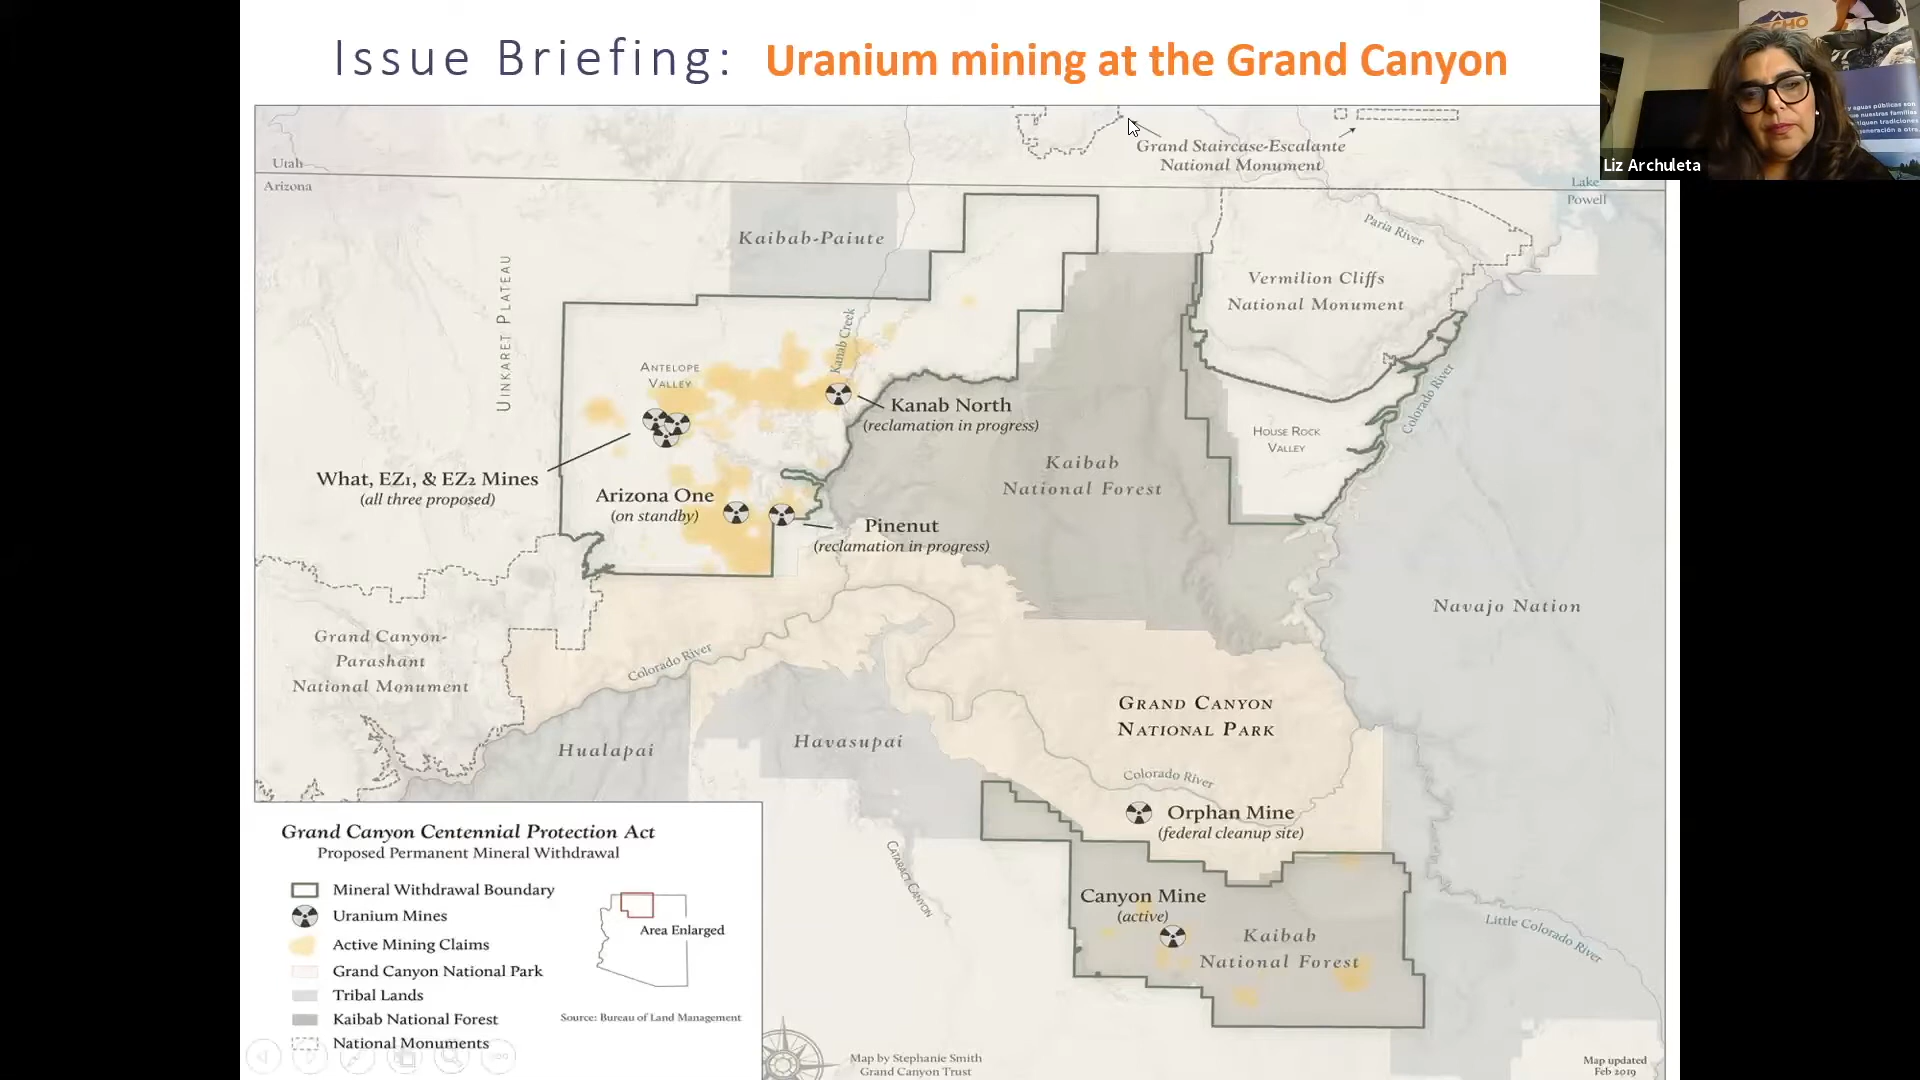 Issue Briefing: Uranium mining at the Grand Canyon
ECHO
y aguas públicas son
Liz Archuleta
Utah
Arizona
Grand Staircase-Escalante
National Monument
Lake
Powell
Paria River
Kaibab-Paiute
Uinkaret Plateau
Vermilion Cliffs
National Monument
Kanab Creek
Antelope
Valley
Colorado River
Kanab North
(reclamation in progress)
House Rock
Valley
Kaibab
National Forest
What, EZ1, & EZ2 Mines
(all three proposed)
Arizona One
(on standby)
Pinenut
(reclamation in progress)
Navajo Nation
Grand Canyon-
Parashant
National Monument
Colorado River
Grand Canyon
National Park
Hualapai
Havasupai
Colorado River
Orphan Mine
(federal cleanup site)
Cataract Canyon
Canyon Mine
(active)
Kaibab
National Forest
Little Colorado River
Grand Canyon Centennial Protection Act
Proposed Permanent Mineral Withdrawal
Mineral Withdrawal Boundary
Uranium Mines
Active Mining Claims
Grand Canyon National Park
Tribal Lands
Kaibab National Forest
National Monuments
Area Enlarged
Source: Bureau of Land Management
Map by Stephanie Smith
Grand Canyon Trust
Map updated
Feb 2019